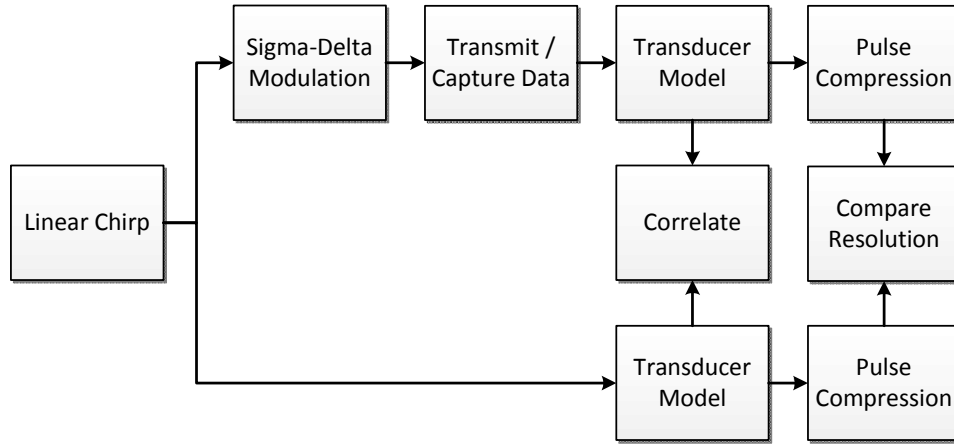 Sigma-Delta
Modulation
Transmit /
Capture Data
Transducer
Model
Pulse
Compression
Linear Chirp
Correlate
Compare
Resolution
Transducer
Model
Pulse
Compression